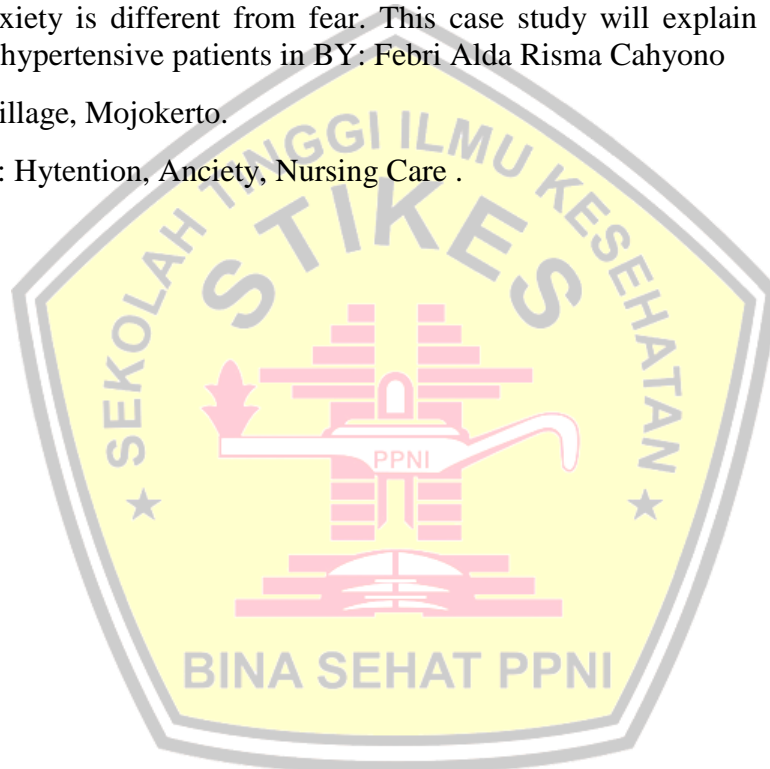 xiety is different from fear. This case study will explain
hypertensive patients in BY: Febri Alda Risma Cahyono
illage, Mojokerto.
: Hytention, Anciety, Nursing Care .
SEKOLAH TINGGI ILMU KESEHATAN
STIKES
PPNI
BINA SEHAT PPNI